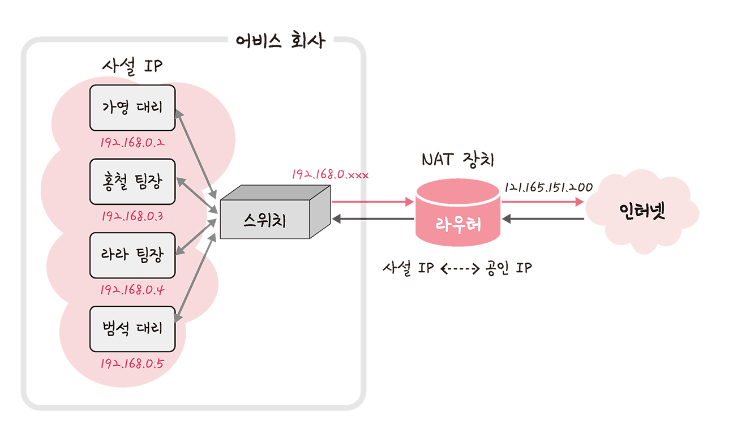 어비스 회사
사설 IP
가영 대리
192.168.0.2
홍철 팀장
192.168.0.3
라라 팀장
192.168.0.4
범석 대리
192.168.0.5
스위치
192.168.0.xxx
NAT 장치
라우허
121.165.151.200
인허넷
사설 IP
공인 IP